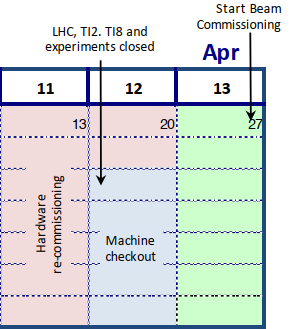 Start Beam
Commissioning
LHC, TI2. TI8 and
experiments closed
Apr
11 12 13
13 20 27
Hardware
re-commissioning
Machine
checkout